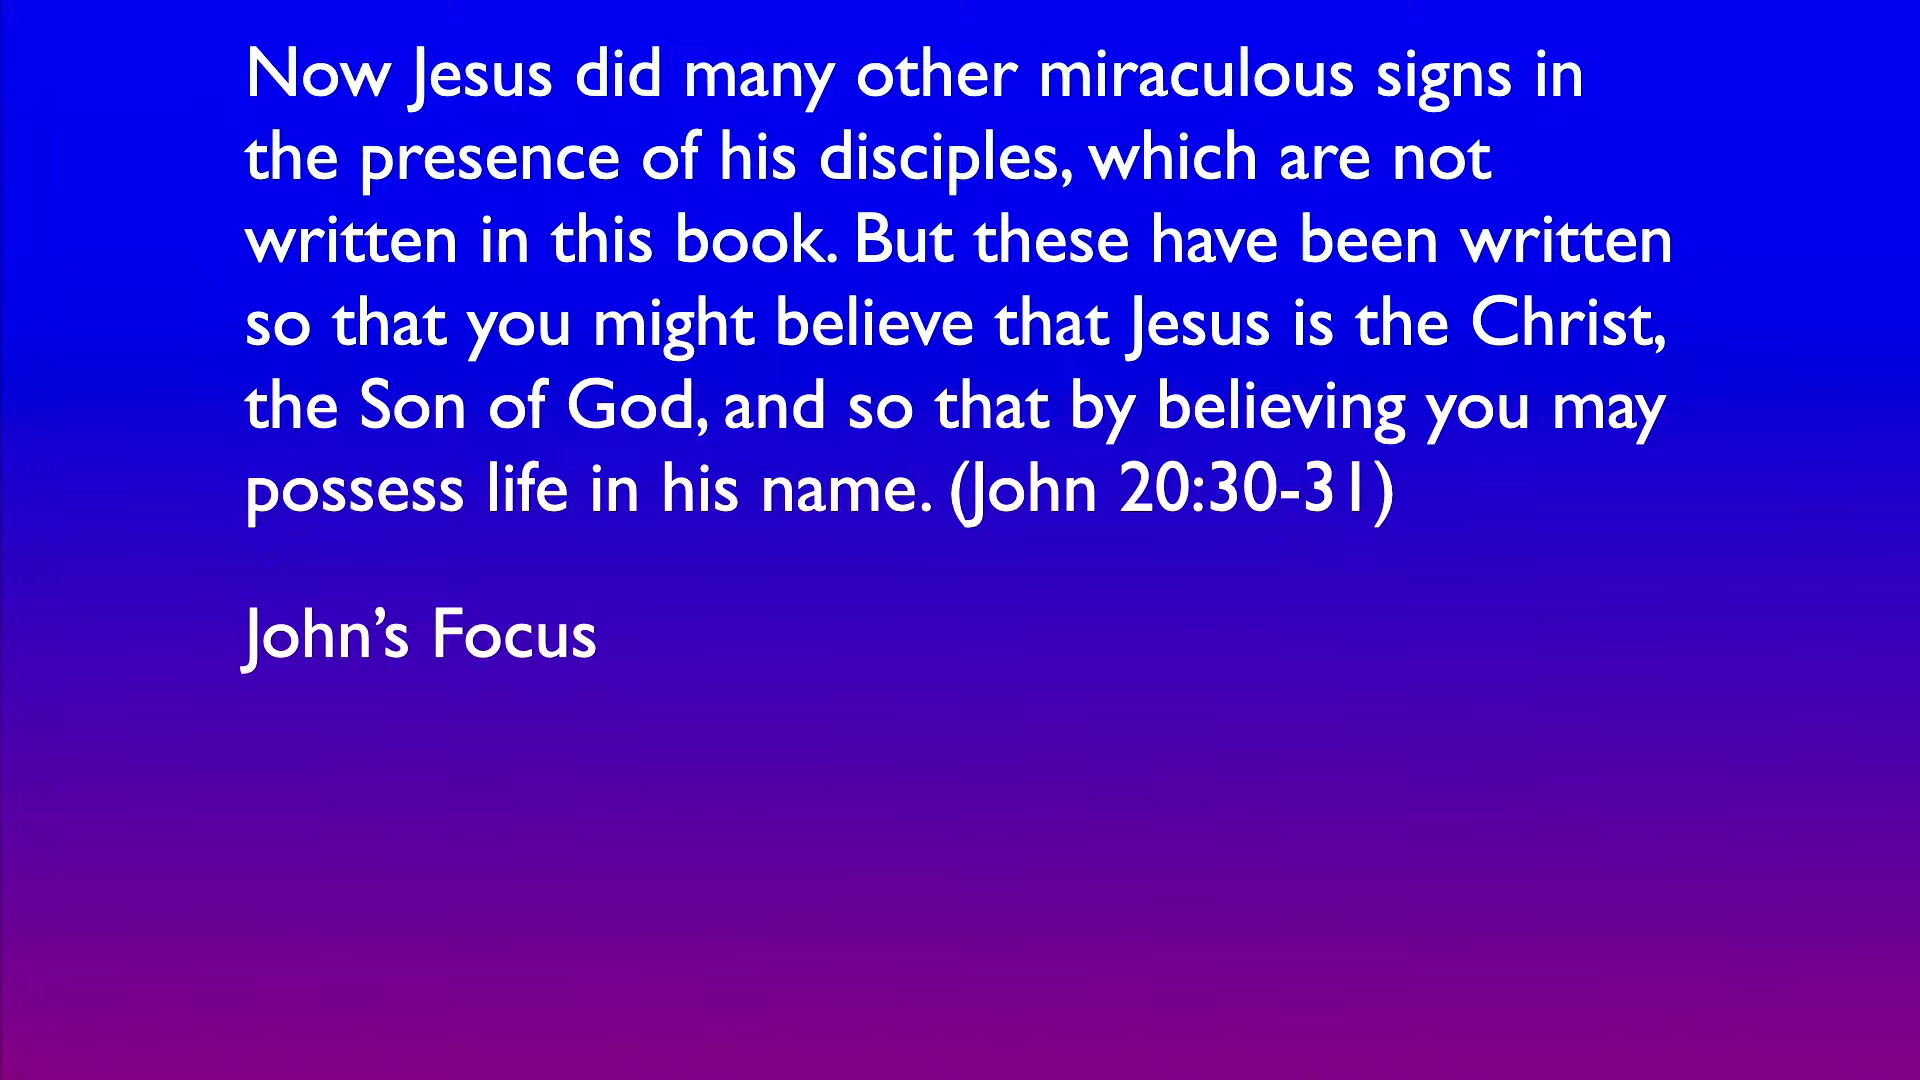 Now Jesus did many other miraculous signs in
the presence of his disciples, which are not
written in this book. But these have been written
so that you might believe that Jesus is the Christ,
the Son of God, and so that by believing you may
possess life in his name. (John 20:30-31)
John’s Focus